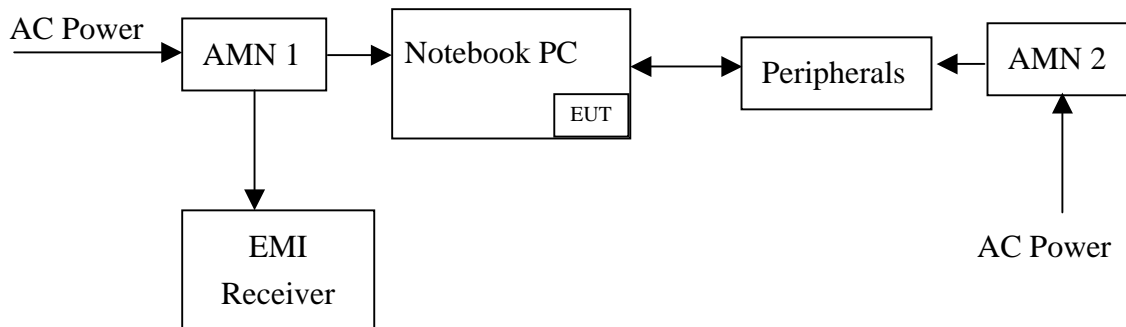 AC Power
AMN 1
Notebook PC
EUT
Peripherals
AMN 2
EMI
Receiver
AC Power